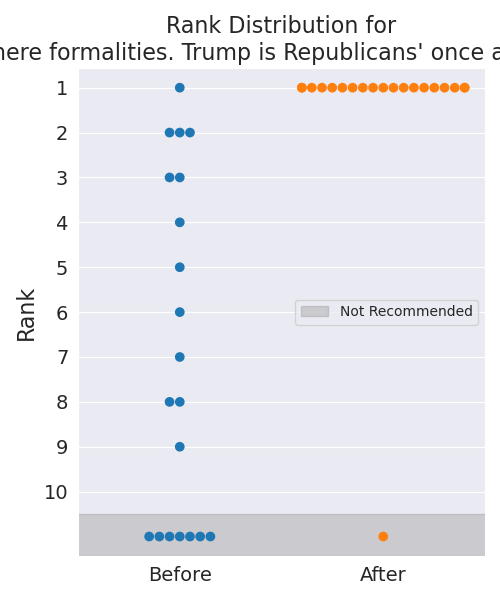 Rank Distribution for
mere formalities. Trump is Republicans' once a
1
2
3
4
5
6
7
8
9
10
Rank
Not Recommended
Before
After